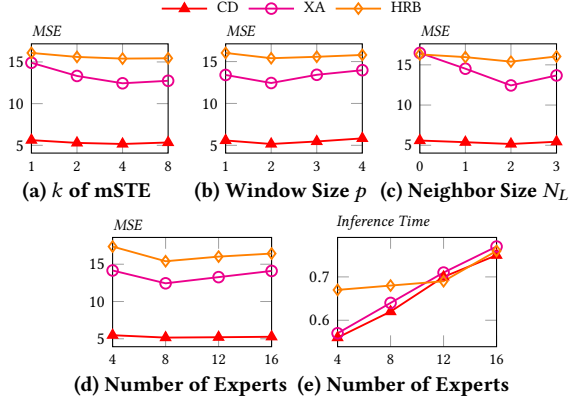 CD XA HRB
MSE MSE MSE
15 15 15
10 10 10
5 5 5
1 2 4 8 1 2 3 4 0 1 2 3
(a) k of mSTE (b) Window Size p (c) Neighbor Size N_L
MSE Inference Time
15
10
5
0.7
0.6
4 8 12 16 4 8 12 16
(d) Number of Experts (e) Number of Experts